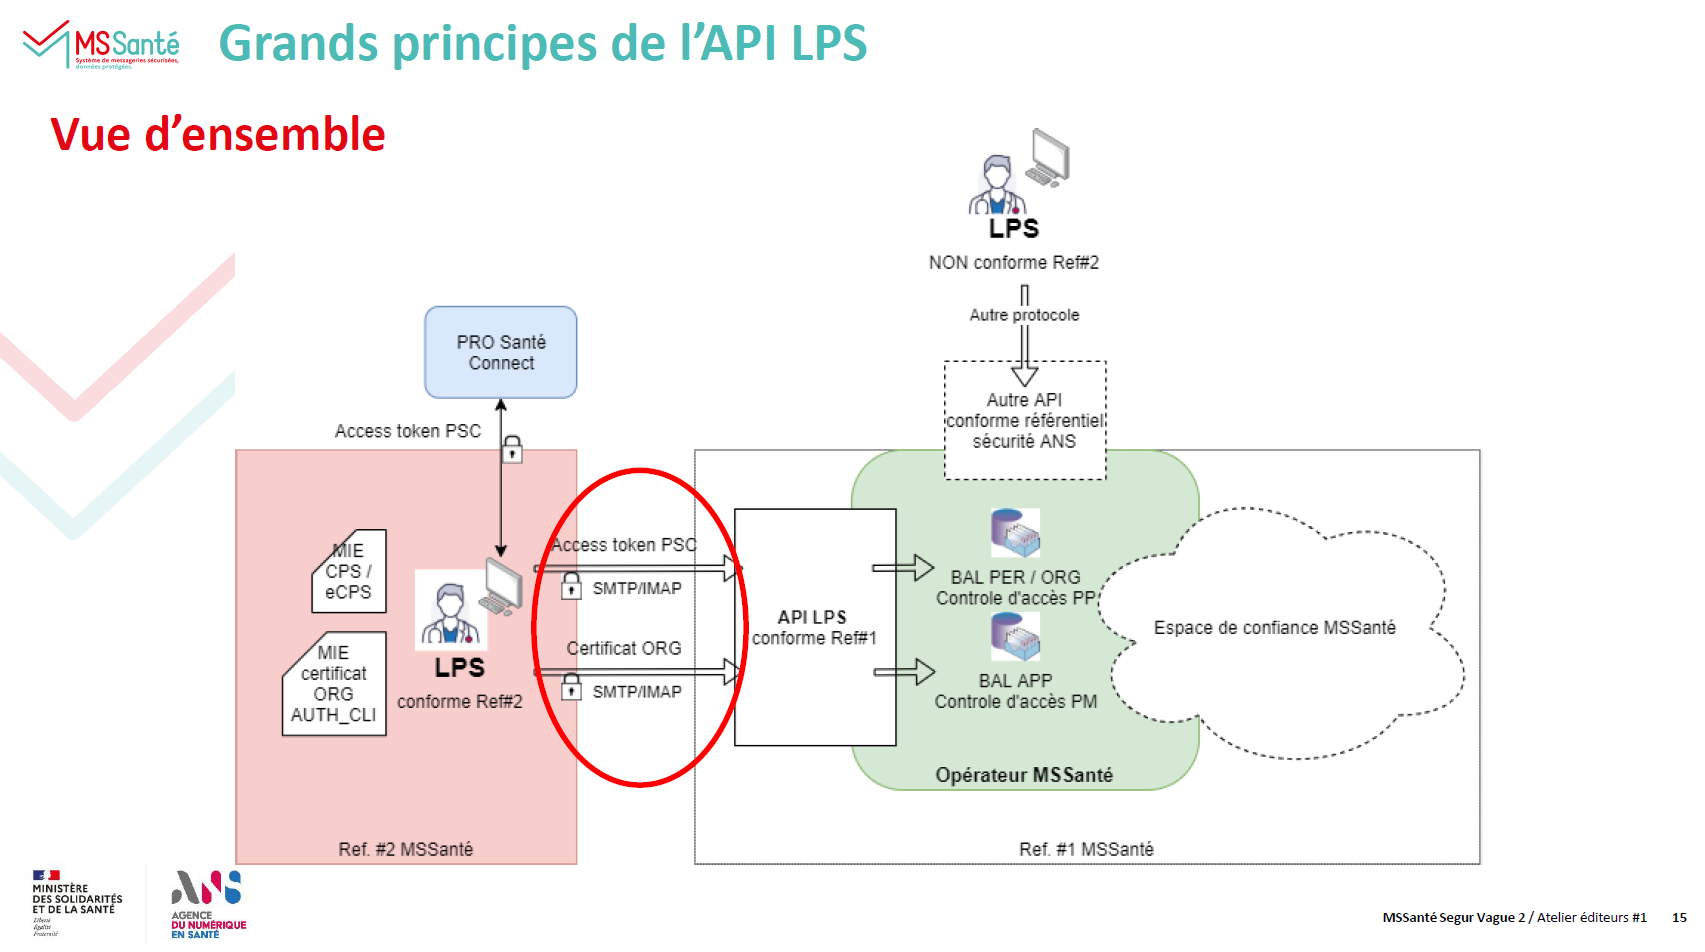 MSSanté
Système de messageries sécurisées,
données protégées.
Grands principes de l’API LPS
Vue d’ensemble
LPS
NON conforme Ref#2
Autre protocole
Autre API
conforme référentiel
sécurité ANS
PRO Santé
Connect
Access token PSC
MIE
CPS /
eCPS
MIE
certificat
ORG
AUTH_CLI
LPS
conforme Ref#2
Access token PSC
SMTP/IMAP
Certificat ORG
SMTP/IMAP
API LPS
conforme Ref#1
BAL PER / ORG
Controle d'accès PP
BAL APP
Controle d'accès PM
Opérateur MSSanté
Espace de confiance MSSanté
Ref. #2 MSSanté
Ref. #1 MSSanté
MINISTÈRE
DES SOLIDARITÉS
ET DE LA SANTÉ
Liberté
Égalité
Fraternité
ANS
AGENCE
DU NUMÉRIQUE
EN SANTÉ
MSSanté Segur Vague 2 / Atelier éditeurs #1 15